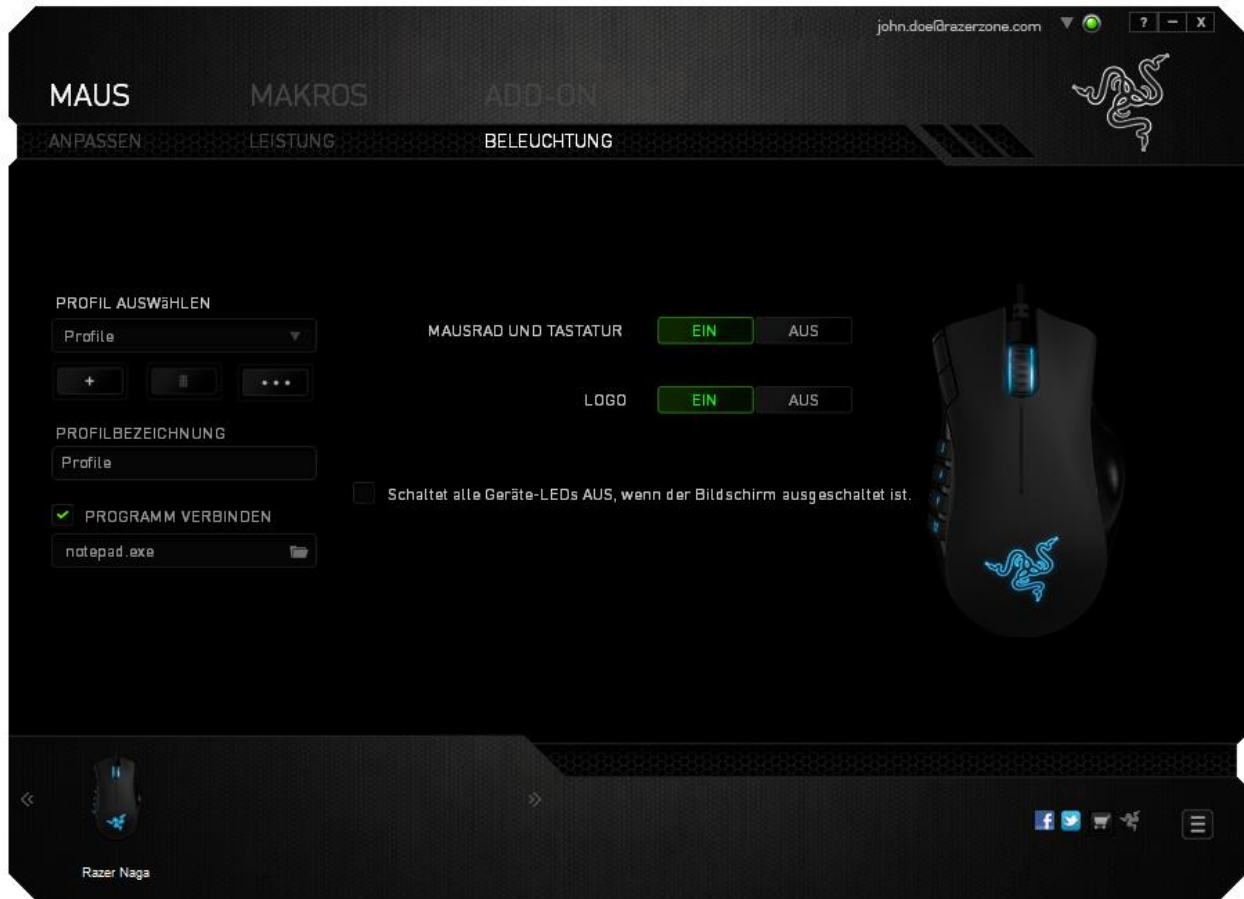 john.doe@razerzone.com
? – X
MAUS MAKROS ADD-ON
ANPASSEN LEISTUNG BELEUCHTUNG
PROFIL AUSWäHLEN
Profile
+ •••
PROFILBEZEICHNUNG
Profile
PROGRAMM VERBINDEN
notepad.exe
MAUSRAD UND TASTATUR EIN AUS
LOGO EIN AUS
Schaltet alle Geräte-LEDs AUS, wenn der Bildschirm ausgeschaltet ist.
« »
Razer Naga